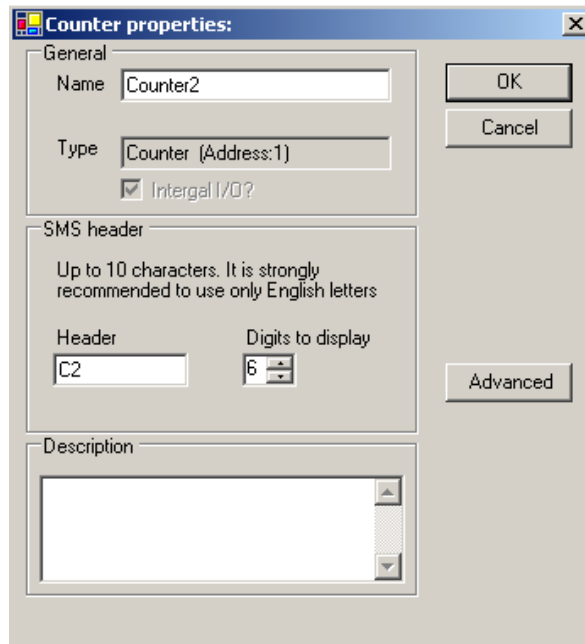 Counter properties:
General
Name Counter2
OK
Cancel
Type Counter (Address:1)
Intergal I/O?
SMS header
Up to 10 characters. It is strongly
recommended to use only English letters
Header Digits to display
C2 6
Advanced
Description